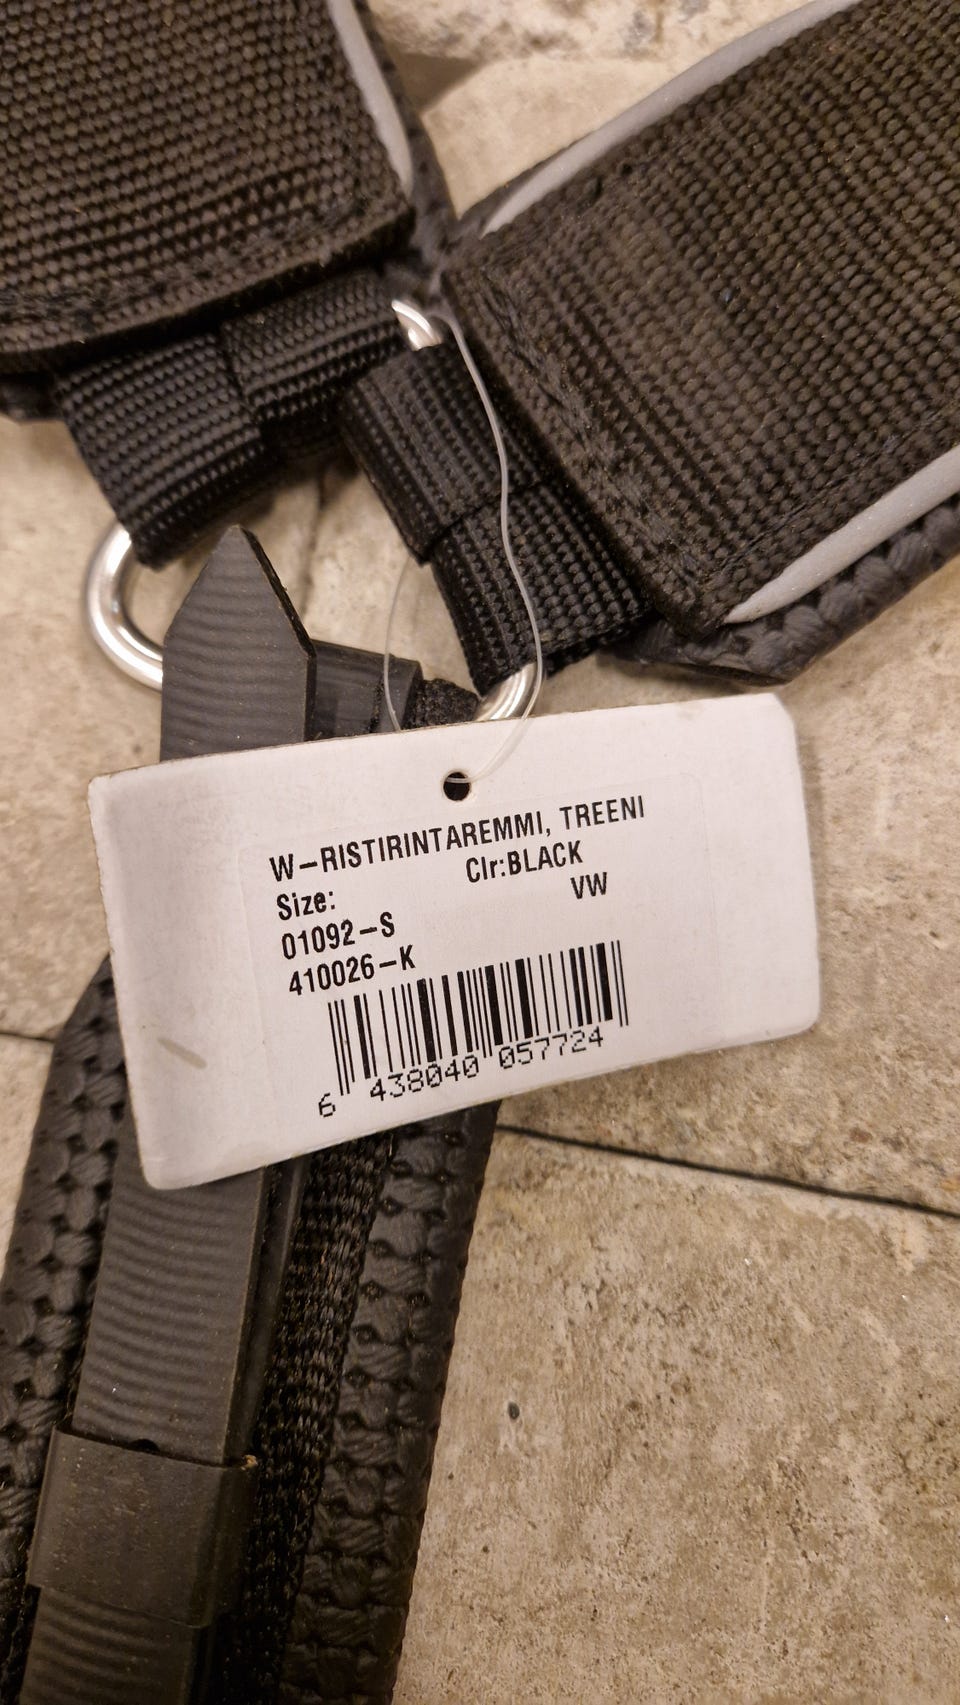 W-RISTIRINTAREMMI, TREENI
Size: Clr:BLACK
VW
01092-S
410026-K
6 438040 057724